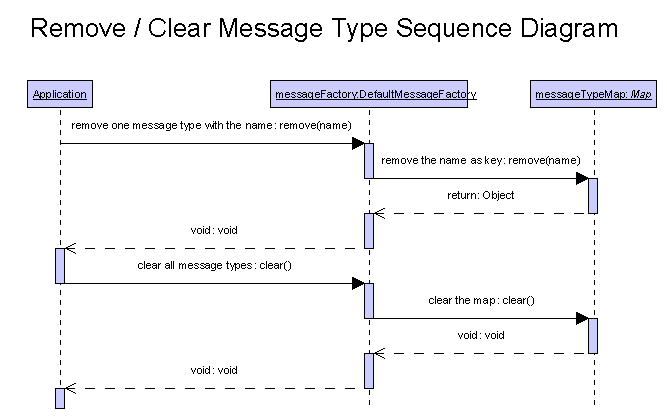 Remove / Clear Message Type Sequence Diagram
Application
messageFactory:DefaultMessageFactory
messageTypeMap: Map
remove one message type with the name: remove(name)
remove the name as key: remove(name)
return: Object
void: void
clear all message types: clear()
clear the map: clear()
void: void
void: void